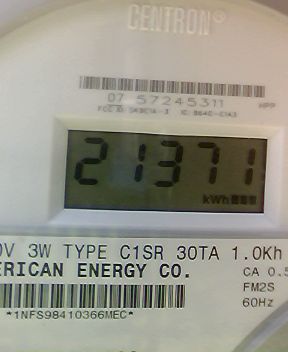 CENTRON®
07 57245311 HPP
21371
kWh
0V 3W TYPE C1SR 30TA 1.0Kh
ERICAN ENERGY CO.
CA 0.5
FM2S
60Hz
*1NFS98410366MEC*